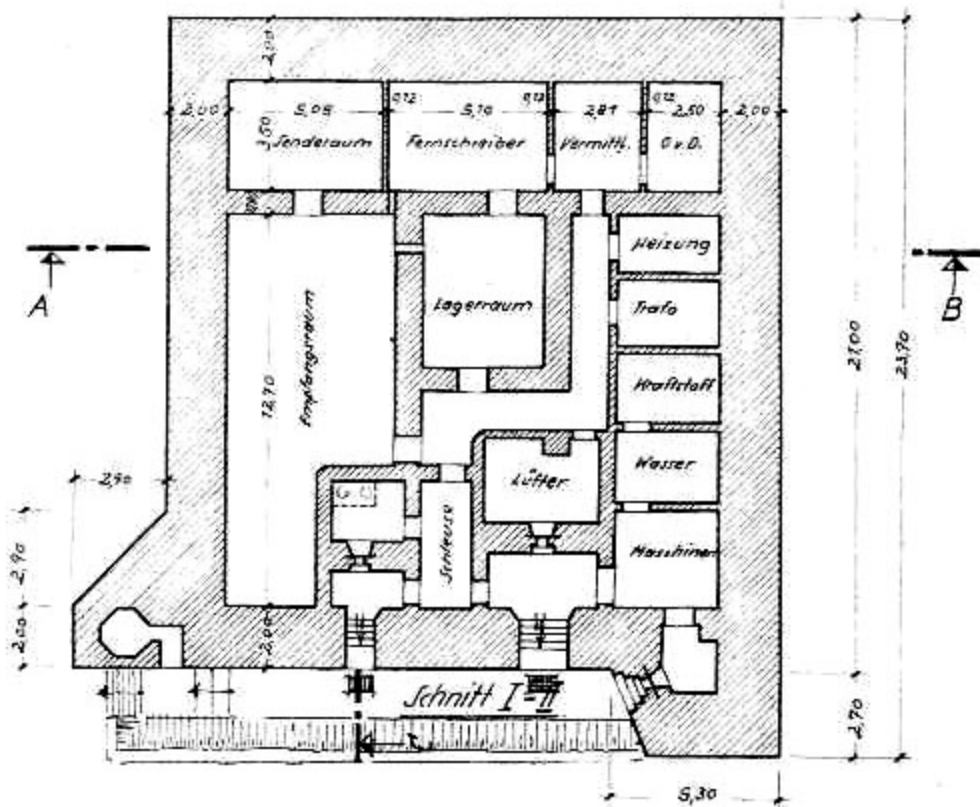 2,00
2,00
0,12
0,12
0,12
5,05
5,10
2,81
2,50
2,00
3,50
Senderaum
Fernschreiber
Vermittl.
O.v.D.
Heizung
A
B
Lagerraum
Trafo
Empfangsraum
12,70
21,00
23,70
Kraftstoff
Wasser
Lüfter
2,90
Schleuse
Maschinen
2,90
2,00
2,00
Schnitt I-II
2,70
5,30